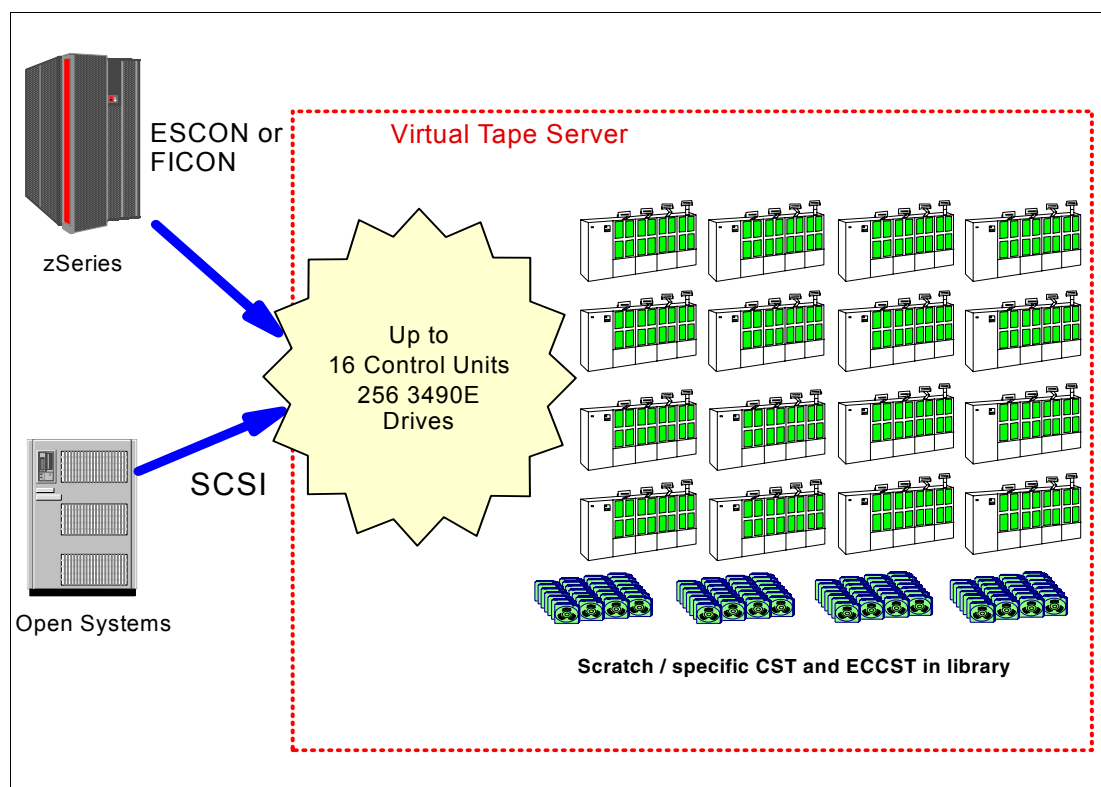 ESCON or
FICON
zSeries
Virtual Tape Server
Up to
16 Control Units
256 3490E
Drives
SCSI
Open Systems
Scratch / specific CST and ECCST in library